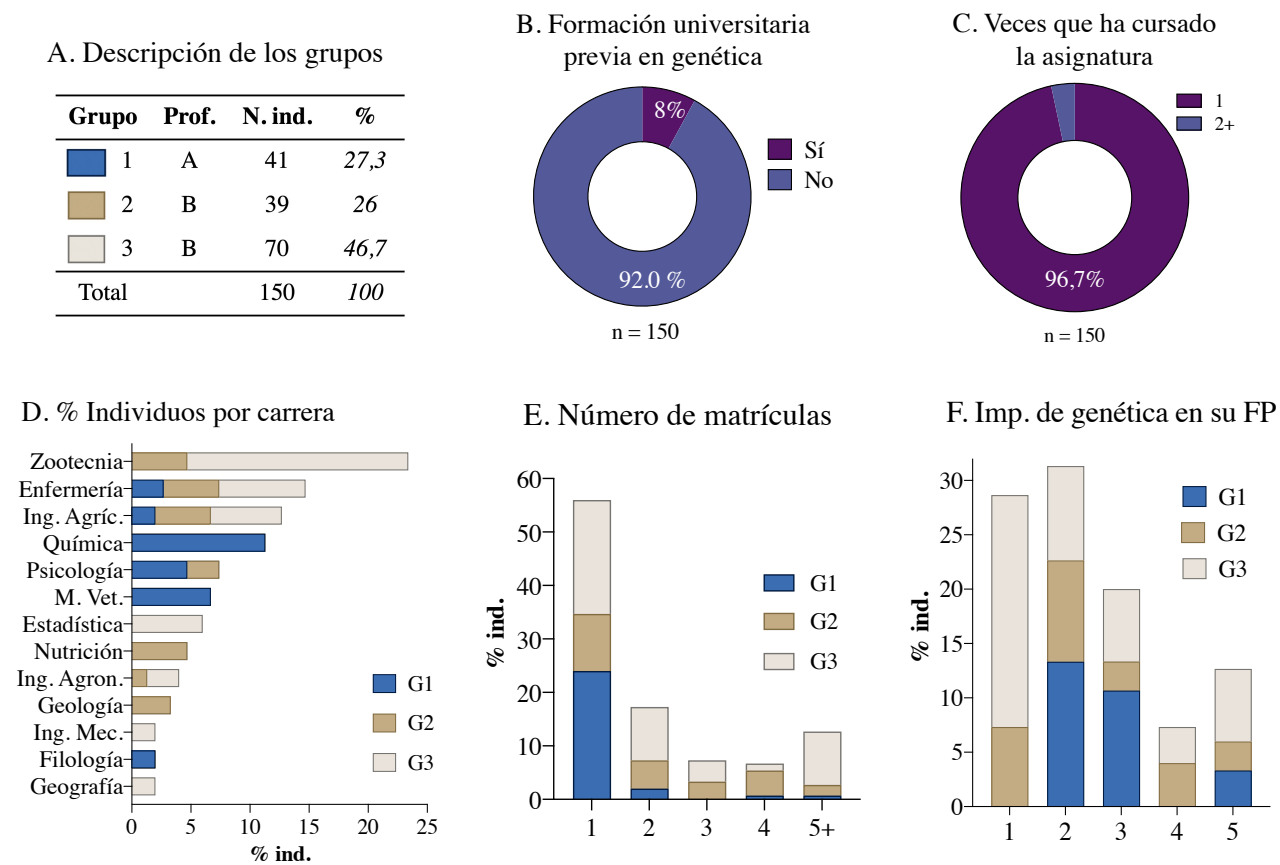 A. Descripción de los grupos
Grupo Prof. N. ind. %
1 A 41 27,3
2 B 39 26
3 B 70 46,7
Total 150 100
B. Formación universitaria
previa en genética
8%
Sí
No
92.0 %
n = 150
C. Veces que ha cursado
la asignatura
1
2+
96,7%
n = 150
D. % Individuos por carrera
Zootecnia
Enfermería
Ing. Agríc.
Química
Psicología
M. Vet.
Estadística
Nutrición
Ing. Agron.
Geología
Ing. Mec.
Filología
Geografía
G1
G2
G3
0 5 10 15 20 25
% ind.
E. Número de matrículas
60
50
40
30
20
10
0
% ind.
G1
G2
G3
1 2 3 4 5+
F. Imp. de genética en su FP
30
25
20
15
10
5
0
% ind.
G1
G2
G3
1 2 3 4 5